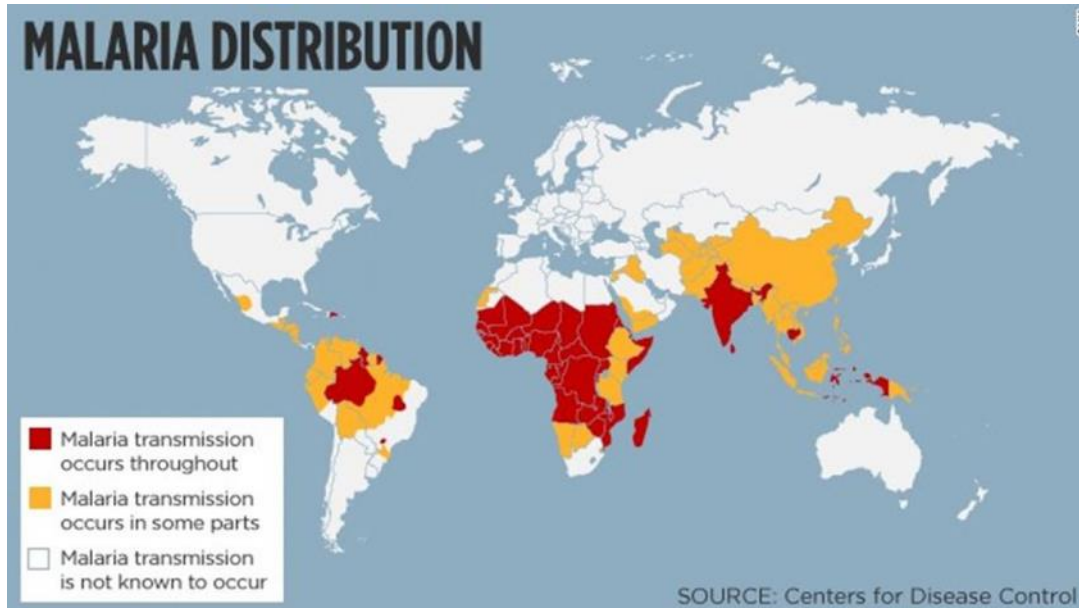 MALARIA DISTRIBUTION
Malaria transmission
occurs throughout
Malaria transmission
occurs in some parts
Malaria transmission
is not known to occur
SOURCE: Centers for Disease Control